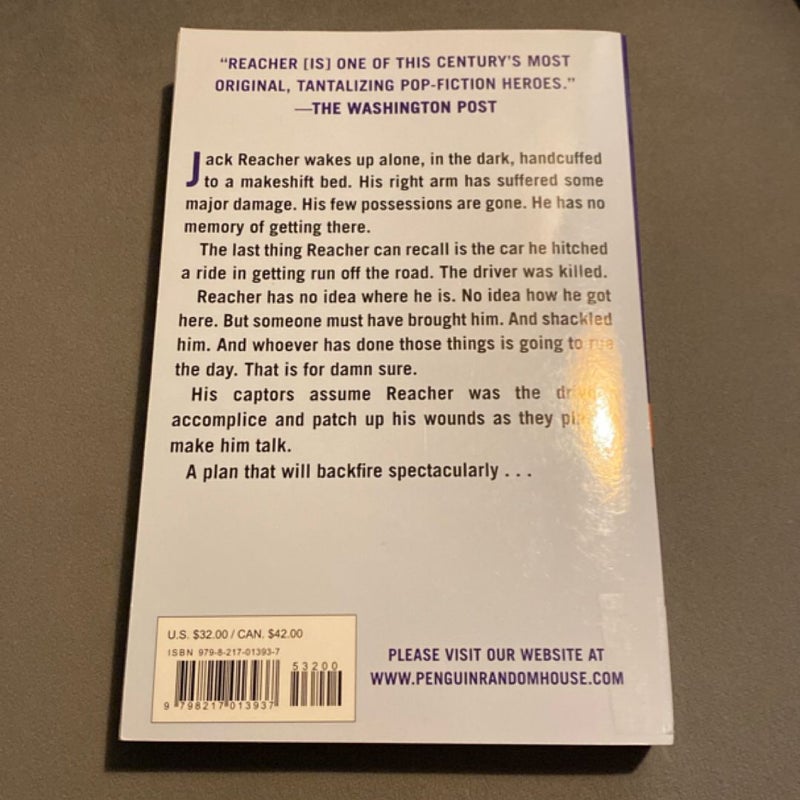 "REACHER [IS] ONE OF THIS CENTURY'S MOST
ORIGINAL, TANTALIZING POP-FICTION HEROES."
—THE WASHINGTON POST
Jack Reacher wakes up alone, in the dark, handcuffed
to a makeshift bed. His right arm has suffered some
major damage. His few possessions are gone. He has no
memory of getting there.
The last thing Reacher can recall is the car he hitched
a ride in getting run off the road. The driver was killed.
Reacher has no idea where he is. No idea how he got
here. But someone must have brought him. And shackled
him. And whoever has done those things is going to
the day. That is for damn sure.
His captors assume Reacher was the
accomplice and patch up his wounds as they
make him talk.
A plan that will backfire spectacularly . . .
U.S. $32.00 / CAN. $42.00
ISBN 979-8-217-01393-7
53200
9 798217 013937
PLEASE VISIT OUR WEBSITE AT
WWW.PENGUINRANDOMHOUSE.COM